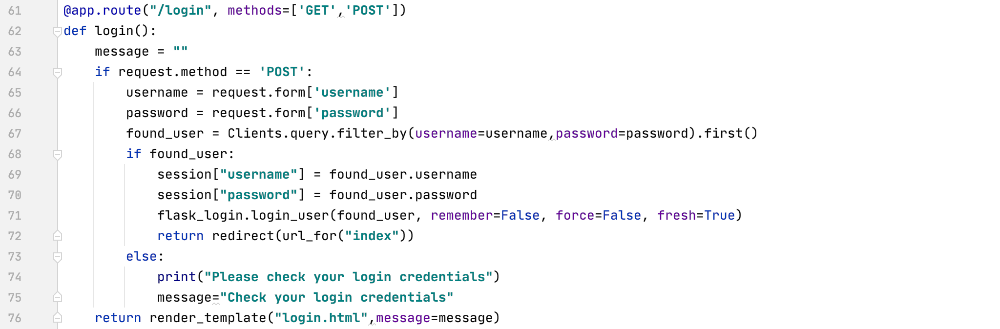 61 @app.route("/login", methods=['GET','POST'])
62 def login():
63     message = ""
64     if request.method == 'POST':
65         username = request.form['username']
66         password = request.form['password']
67         found_user = Clients.query.filter_by(username=username,password=password).first()
68         if found_user:
69             session["username"] = found_user.username
70             session["password"] = found_user.password
71             flask_login.login_user(found_user, remember=False, force=False, fresh=True)
72             return redirect(url_for("index"))
73         else:
74             print("Please check your login credentials")
75             message="Check your login credentials"
76     return render_template("login.html",message=message)